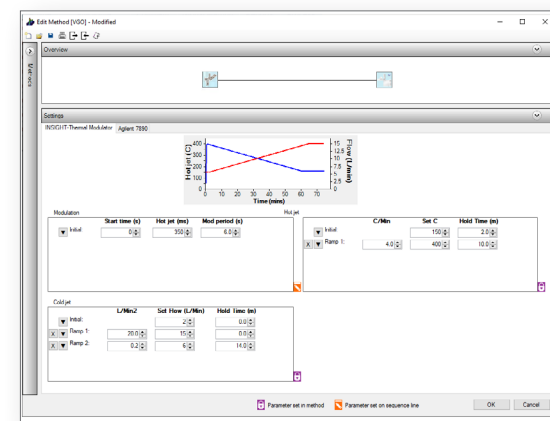 Edit Method [VGO] - Modified
Overview
Methods
Settings
INSIGHT-Thermal Modulator Agilent 7890
Hot jet (C)
400
300
200
100
0
0 10 20 30 40 50 60 70
Time (mins)
15
12.5
10
7.5
5
2.5
0
Flow (L/min)
Modulation
Start time (s) Hot jet (ms) Mod period (s)
Initial: 0 350 6.0
Hot jet
C/Min Set C Hold Time (m)
Initial: 150 2.0
X Ramp 1: 4.0 400 10.0
Cold jet
L/Min2 Set Flow (L/Min) Hold Time (m)
Initial: 2 0.0
X Ramp 1: 20.0 15 0.0
X Ramp 2: 0.2 6 14.0
Parameter set in method Parameter set on sequence line OK Cancel